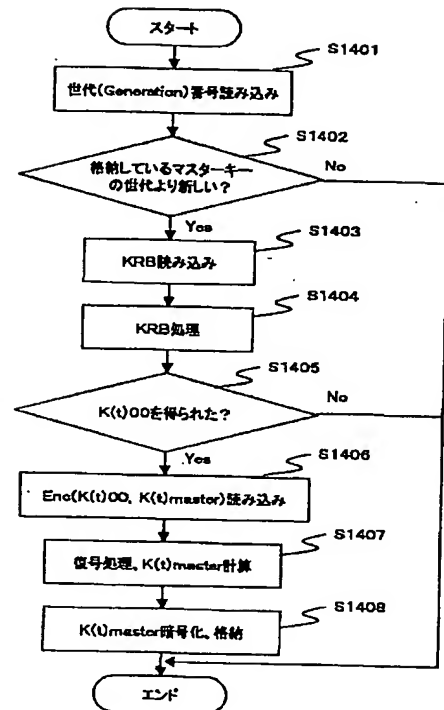 スタート
S1401
世代(Generation)番号読み込み
S1402
格納しているマスターキー
の世代より新しい?
No
Yes
S1403
KRB読み込み
S1404
KRB処理
S1405
K(t)00を得られた?
No
Yes
S1406
Enc(K(t)00、K(t)master)読み込み
S1407
復号処理、K(t)master計算
S1408
K(t)master暗号化、格納
エンド